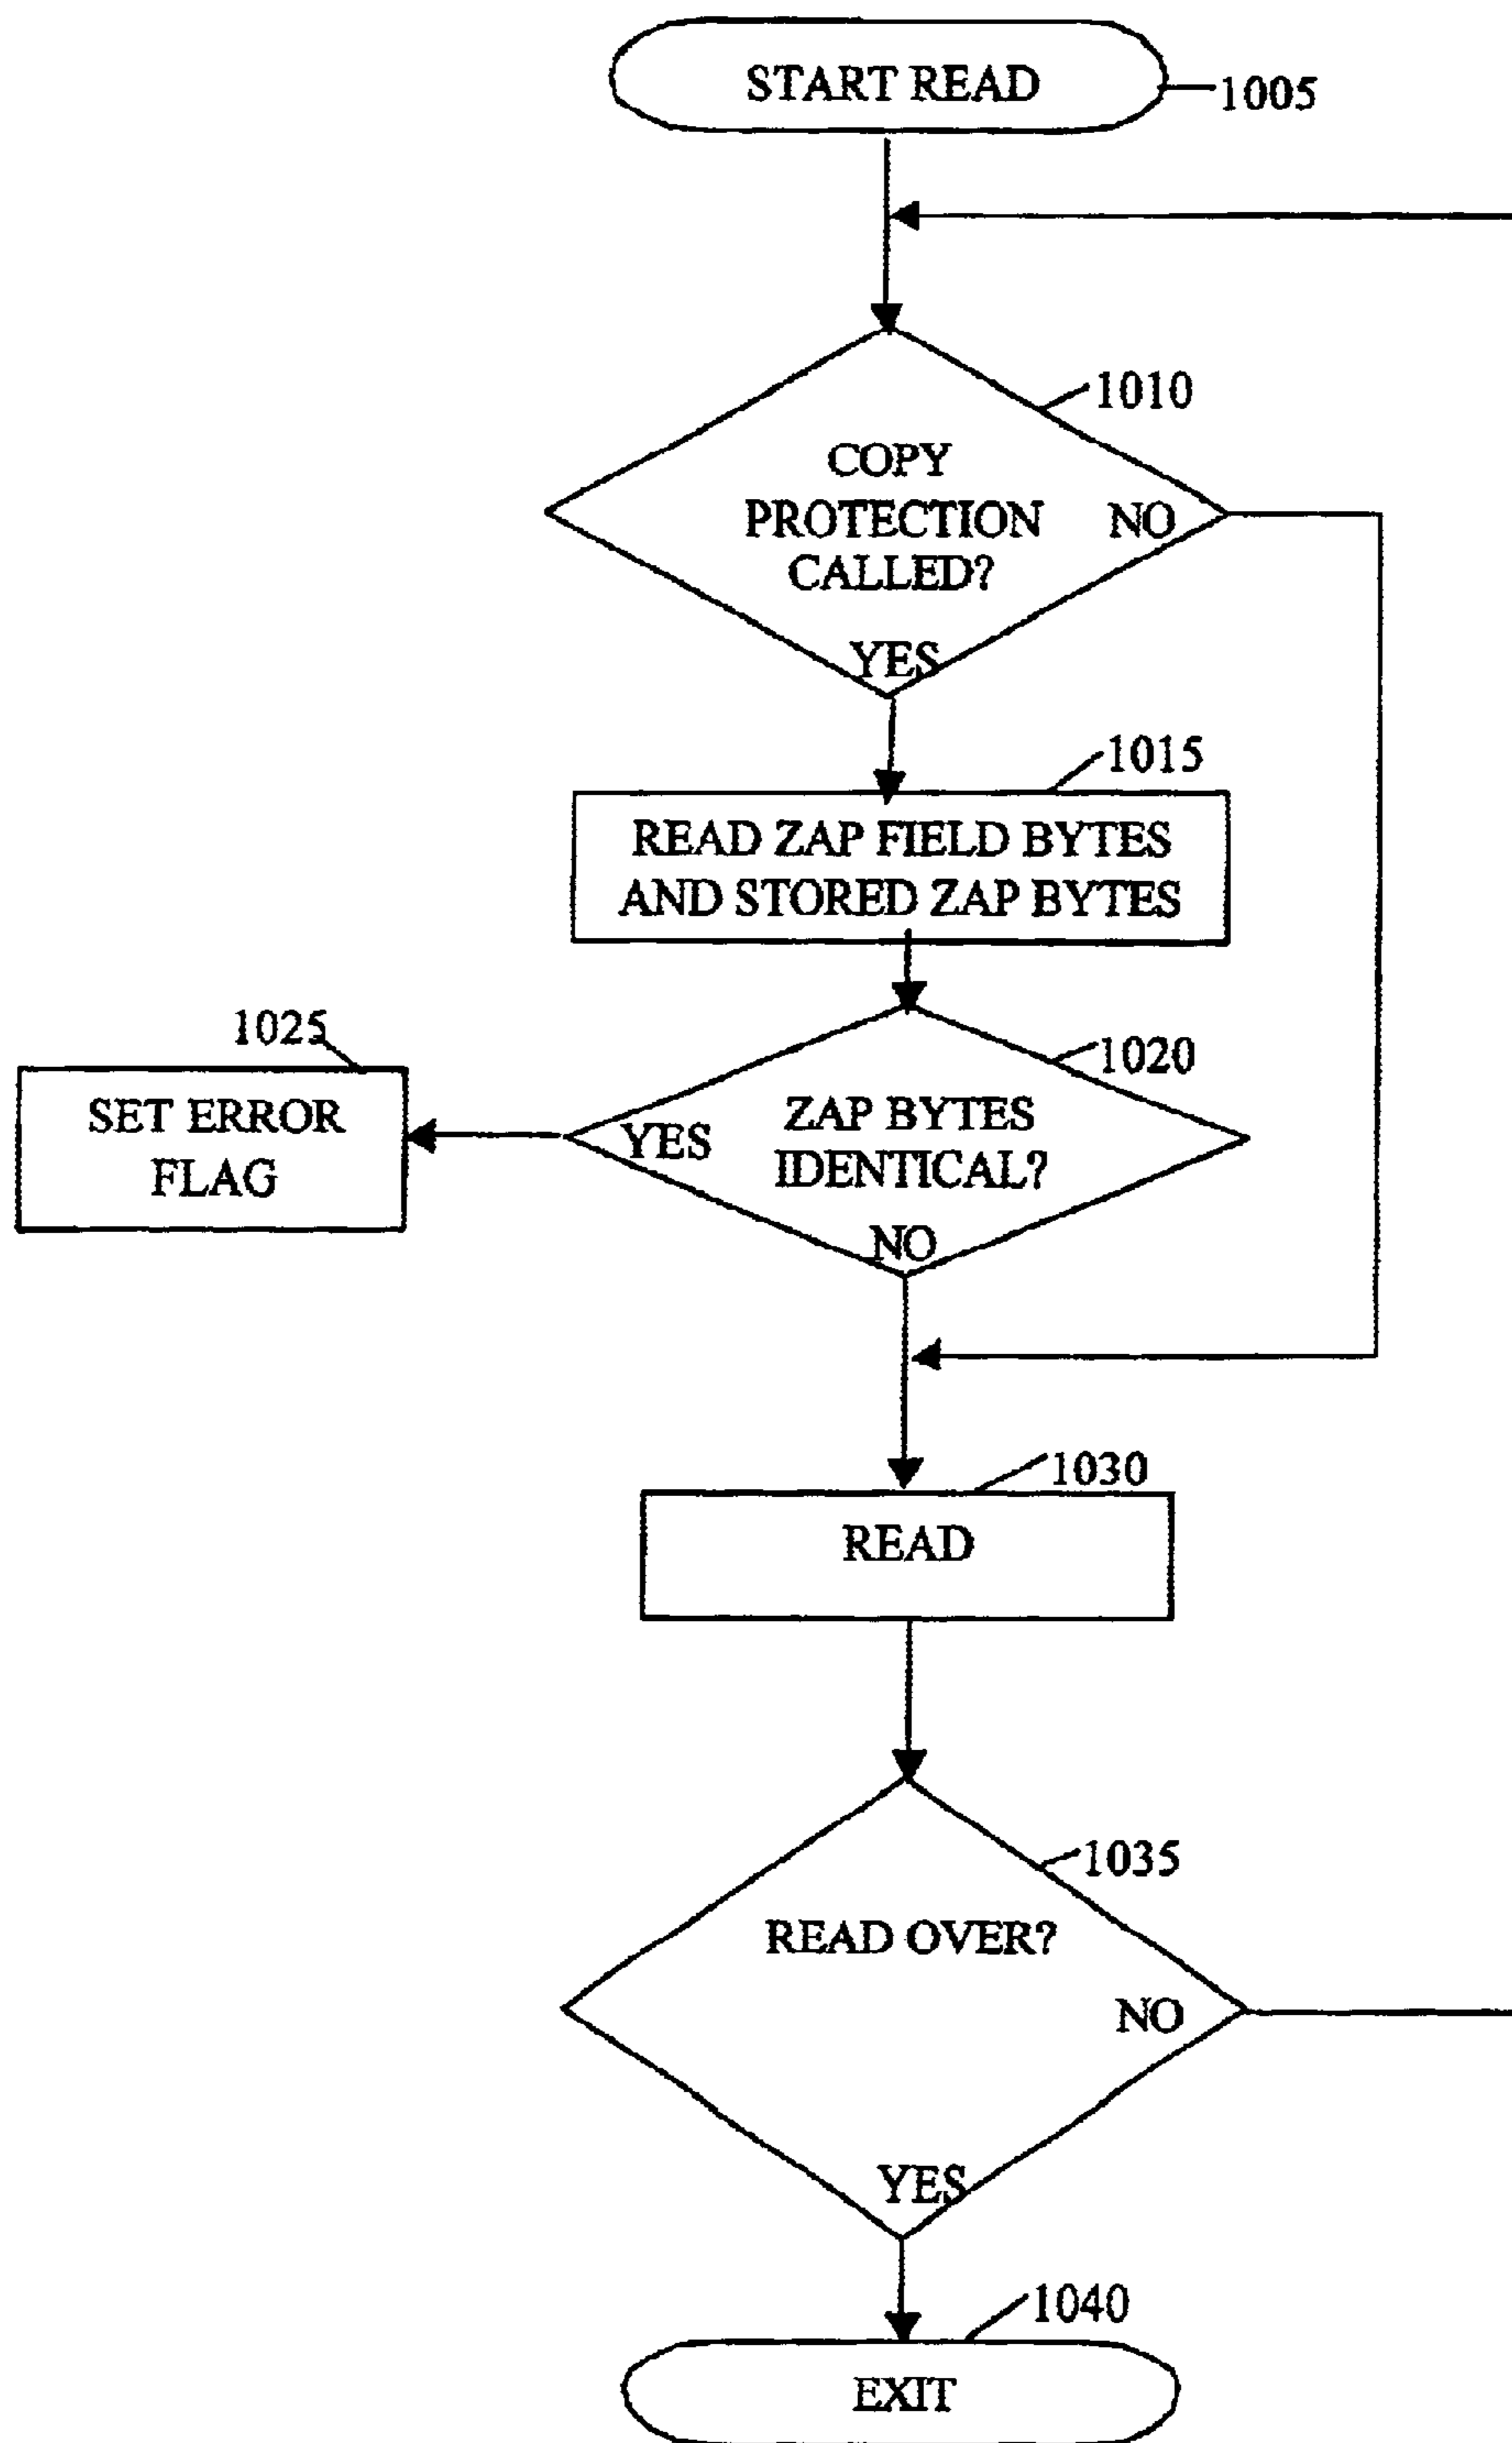 START READ
1005
1010
COPY
PROTECTION NO
CALLED?
YES
1015
READ ZAP FIELD BYTES
AND STORED ZAP BYTES
1025
1020
SET ERROR
FLAG
ZAP BYTES
YES
IDENTICAL?
NO
1030
READ
1035
READ OVER?
NO
YES
1040
EXIT